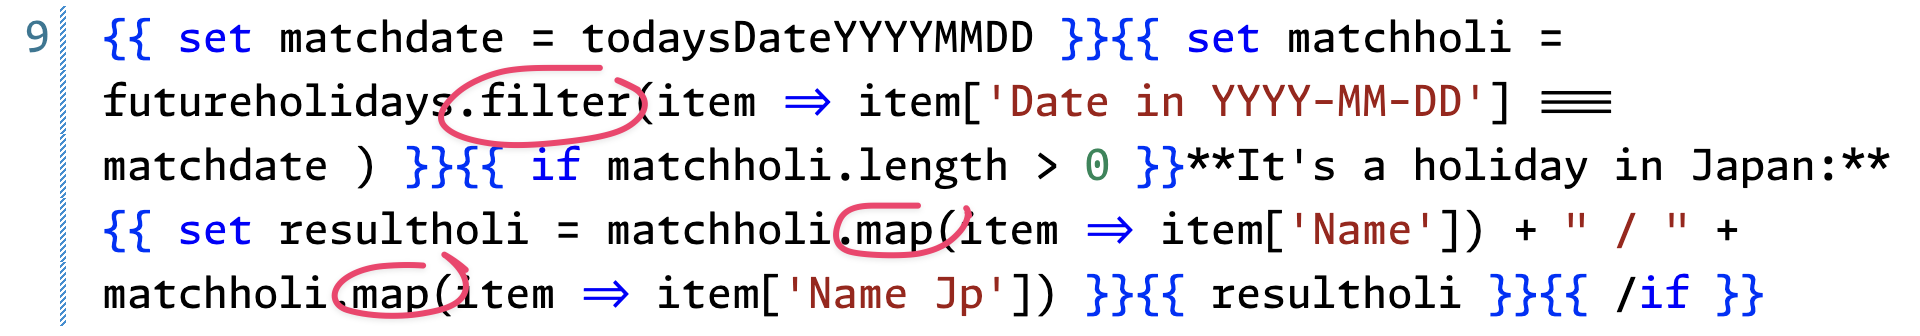 9 {{ set matchdate = todaysDateYYYYMMDD }}{{ set matchholi =
futureholidays.filter(item => item['Date in YYYY-MM-DD'] ===
matchdate ) }}{{ if matchholi.length > 0 }}**It's a holiday in Japan:**
{{ set resultholi = matchholi.map(item => item['Name']) + " / " +
matchholi.map(item => item['Name Jp']) }}{{ resultholi }}{{ /if }}